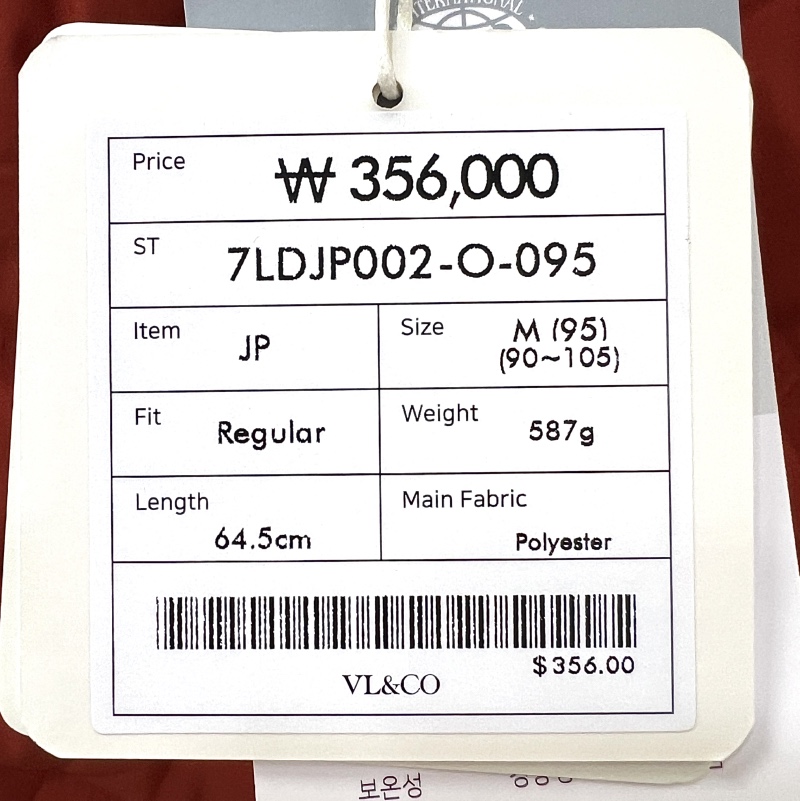 INTERNATIONAL
Price ₩ 356,000
ST 7LDJP002-O-095
Item JP
Size M (95)
(90~105)
Fit Regular
Weight 587g
Length
64.5cm
Main Fabric
Polyester
$356.00
VL&CO
보온성